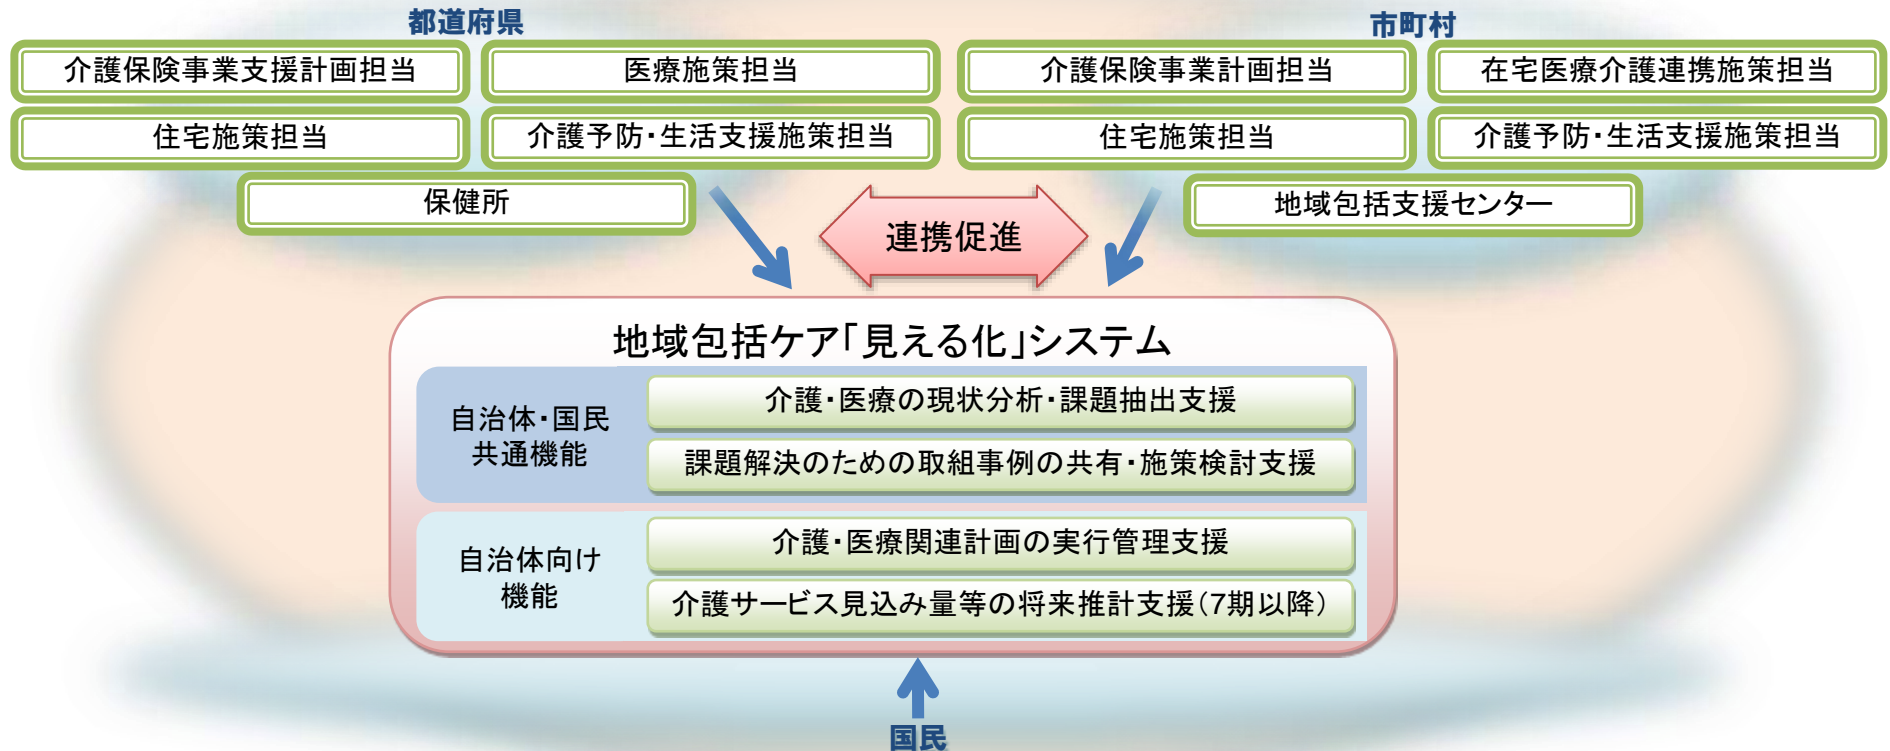 都道府県
介護保険事業支援計画担当
医療施策担当
住宅施策担当
介護予防・生活支援施策担当
保健所
市町村
介護保険事業計画担当
在宅医療介護連携施策担当
住宅施策担当
介護予防・生活支援施策担当
地域包括支援センター
連携促進
地域包括ケア「見える化」システム
自治体・国民
共通機能
介護・医療の現状分析・課題抽出支援
課題解決のための取組事例の共有・施策検討支援
自治体向け
機能
介護・医療関連計画の実行管理支援
介護サービス見込み量等の将来推計支援(7期以降)
国民